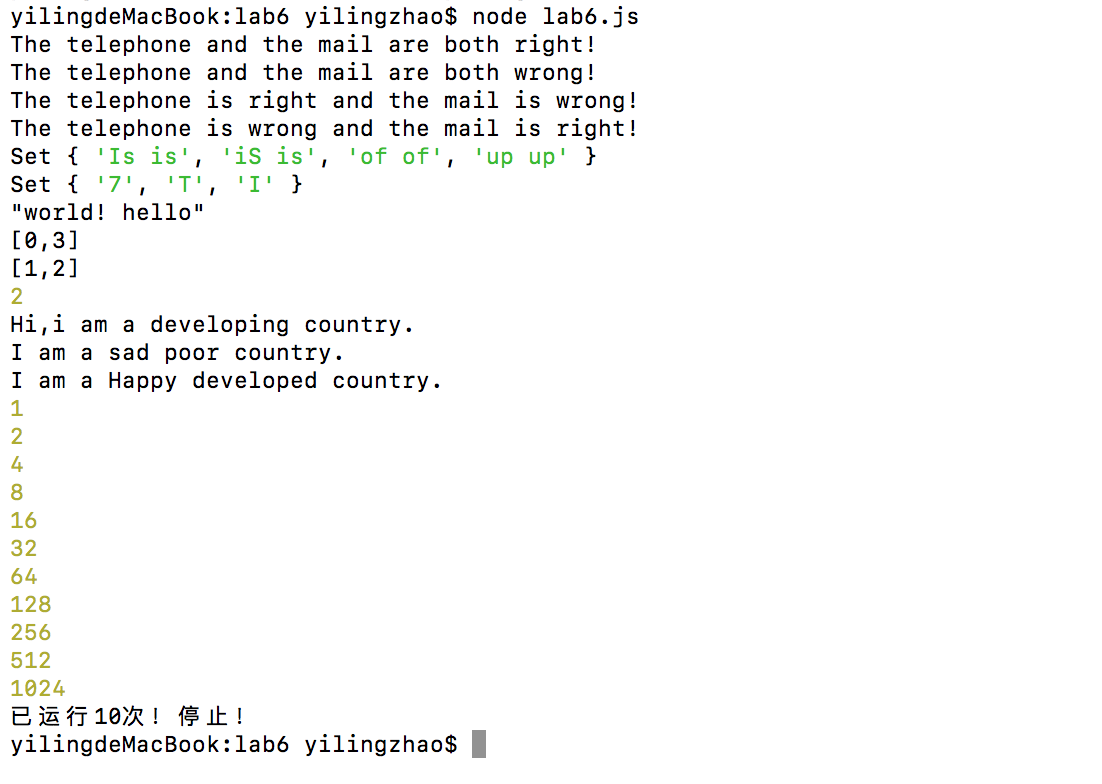 yilingdeMacBook:lab6 yilingzhao$ node lab6.js
The telephone and the mail are both right!
The telephone and the mail are both wrong!
The telephone is right and the mail is wrong!
The telephone is wrong and the mail is right!
Set { 'Is is', 'iS is', 'of of', 'up up' }
Set { '7', 'T', 'I' }
"world! hello"
[0,3]
[1,2]
2
Hi,i am a developing country.
I am a sad poor country.
I am a Happy developed country.
1
2
4
8
16
32
64
128
256
512
1024
已运行10次！停止！
yilingdeMacBook:lab6 yilingzhao$